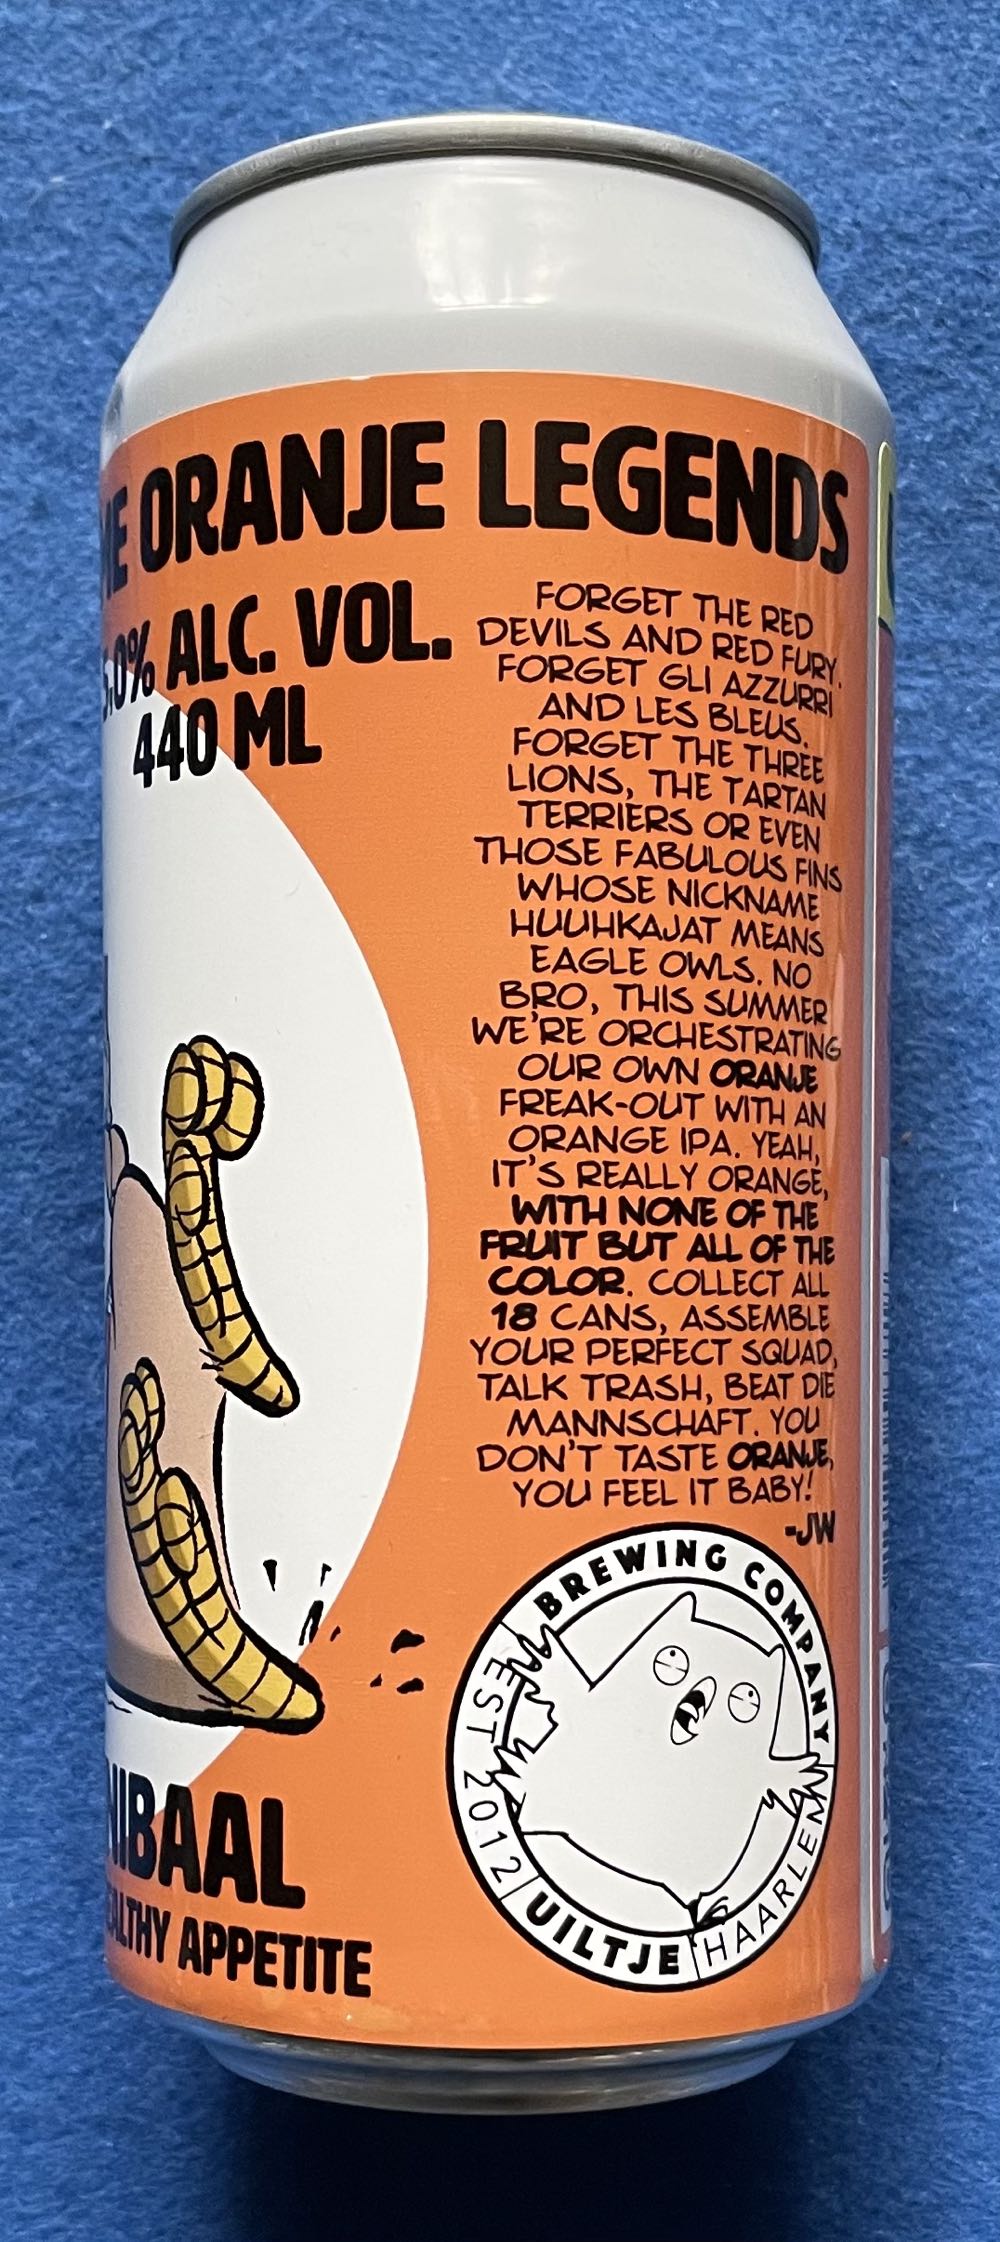 ORANJE LEGENDS
.0% ALC. VOL.
440 ML
FORGET THE RED
DEVILS AND RED FURY.
FORGET GLI AZZURRI
AND LES BLEUS.
FORGET THE THREE
LIONS, THE TARTAN
TERRIERS OR EVEN
THOSE FABULOUS FINS
WHOSE NICKNAME
HUUHKAJAT MEANS
EAGLE OWLS. NO
BRO, THIS SUMMER
WE'RE ORCHESTRATING
OUR OWN ORANJE
FREAK-OUT WITH AN
ORANGE IPA. YEAH,
IT'S REALLY ORANGE,
WITH NONE OF THE
FRUIT BUT ALL OF THE
COLOR. COLLECT ALL
18 CANS, ASSEMBLE
YOUR PERFECT SQUAD,
TALK TRASH, BEAT DIE
MANNSCHAFT. YOU
DON'T TASTE ORANJE,
YOU FEEL IT BABY!
-JW
NIBAAL
ALTHY APPETITE
BREWING COMPANY
EST 2012
UILTJE
HAARLEM